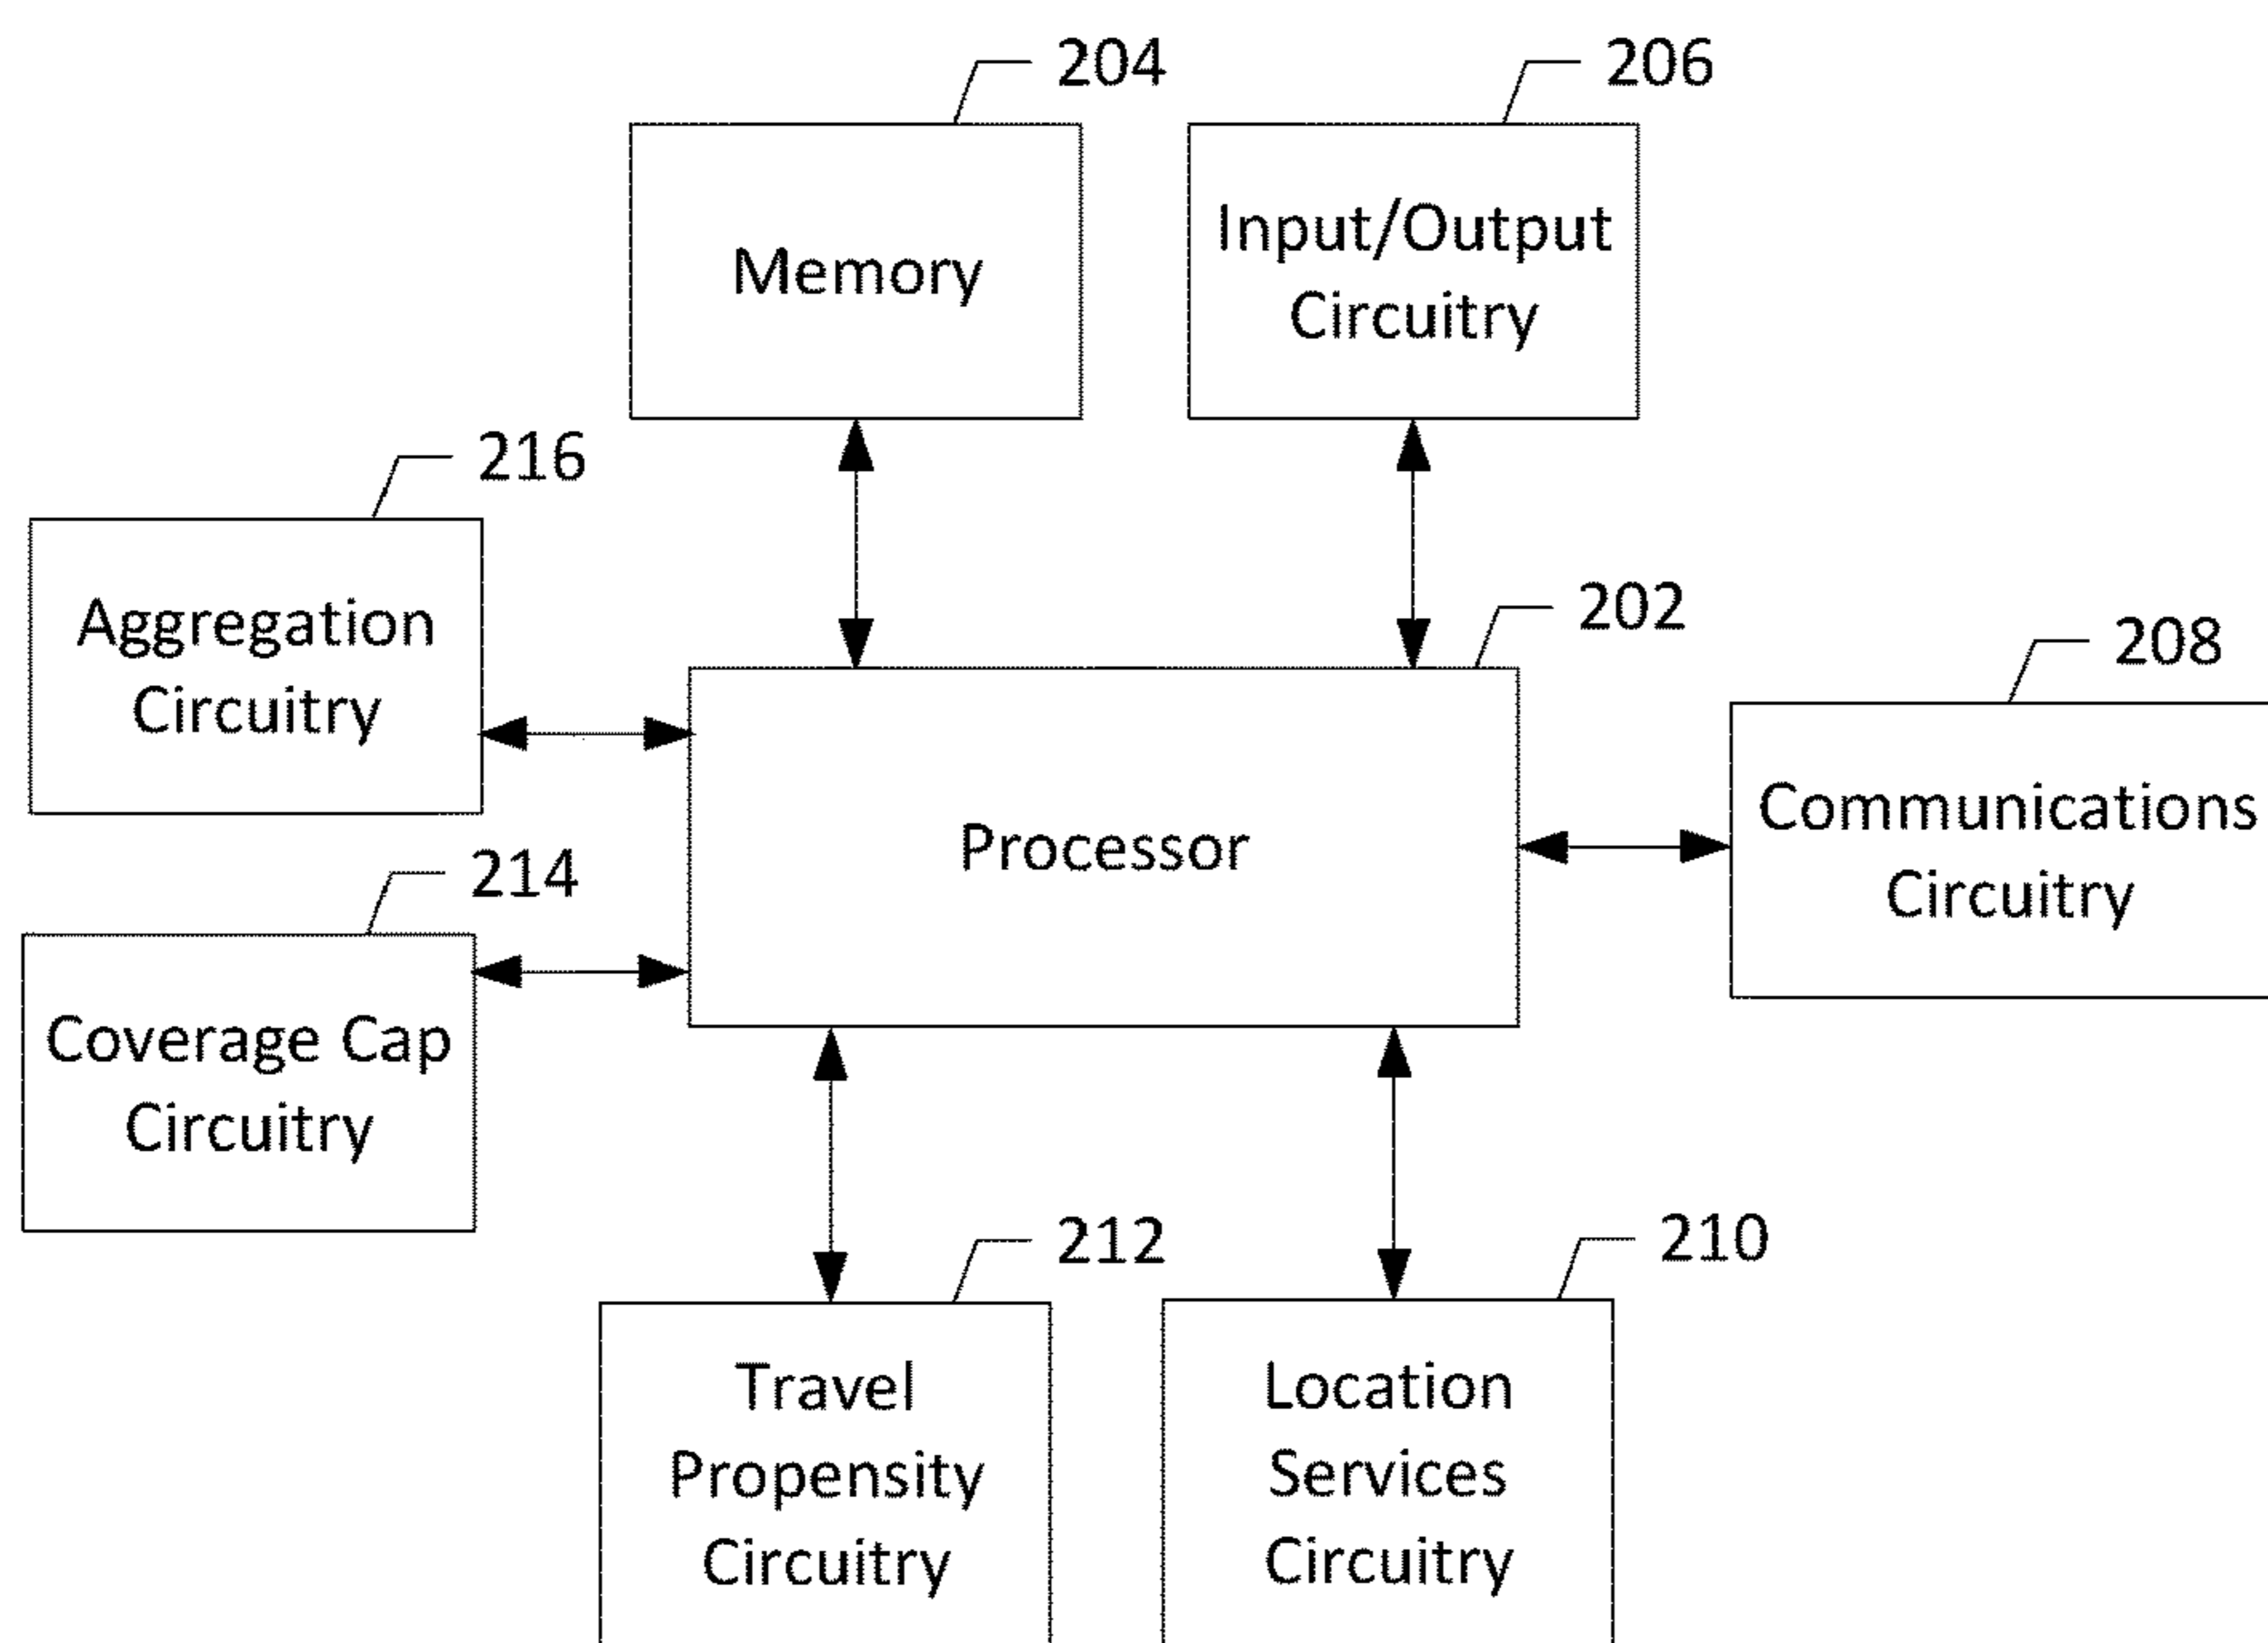 204
206
Memory
Input/Output
Circuitry
216
Aggregation
Circuitry
202
208
Processor
Communications
Circuitry
214
Coverage Cap
Circuitry
212
210
Travel
Propensity
Circuitry
Location
Services
Circuitry